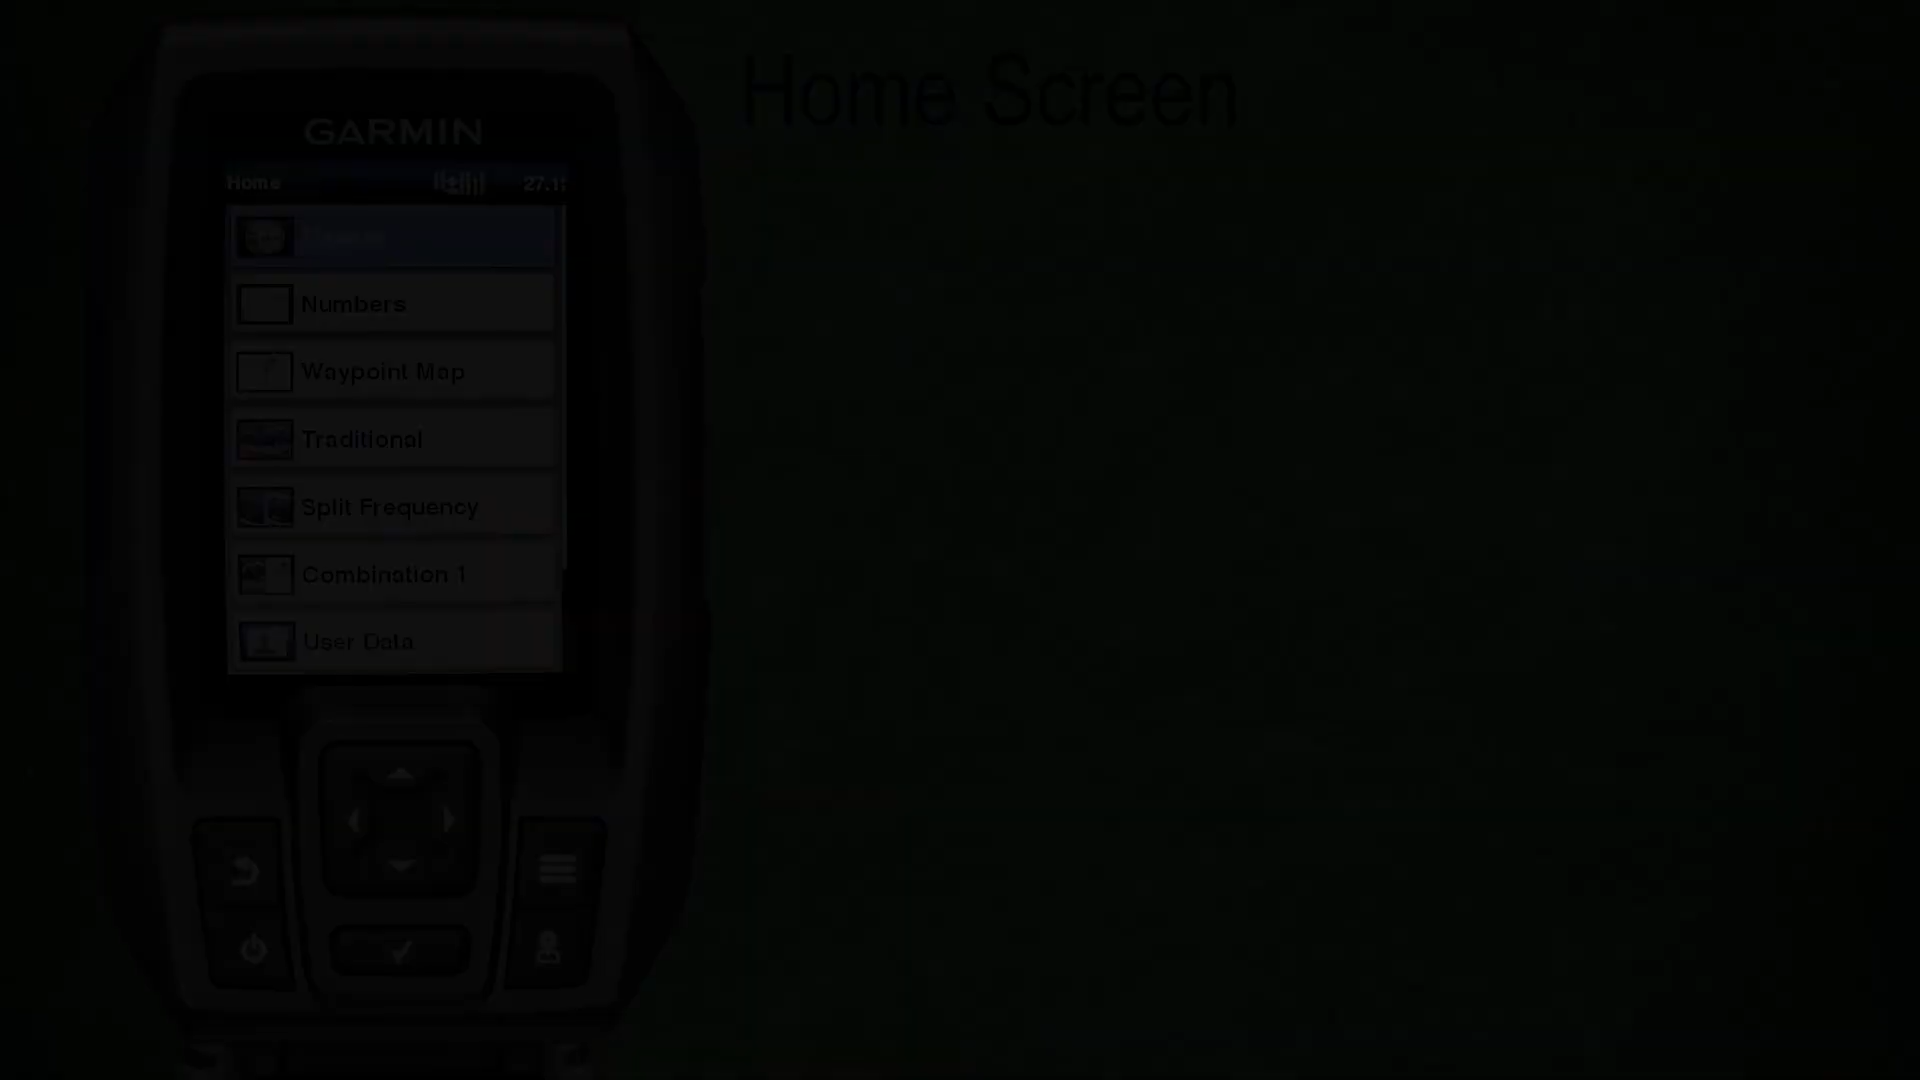 Home Screen
GARMIN
Home
Numbers
Waypoint Map
Traditional
Split Frequency
Combination 1
User Data